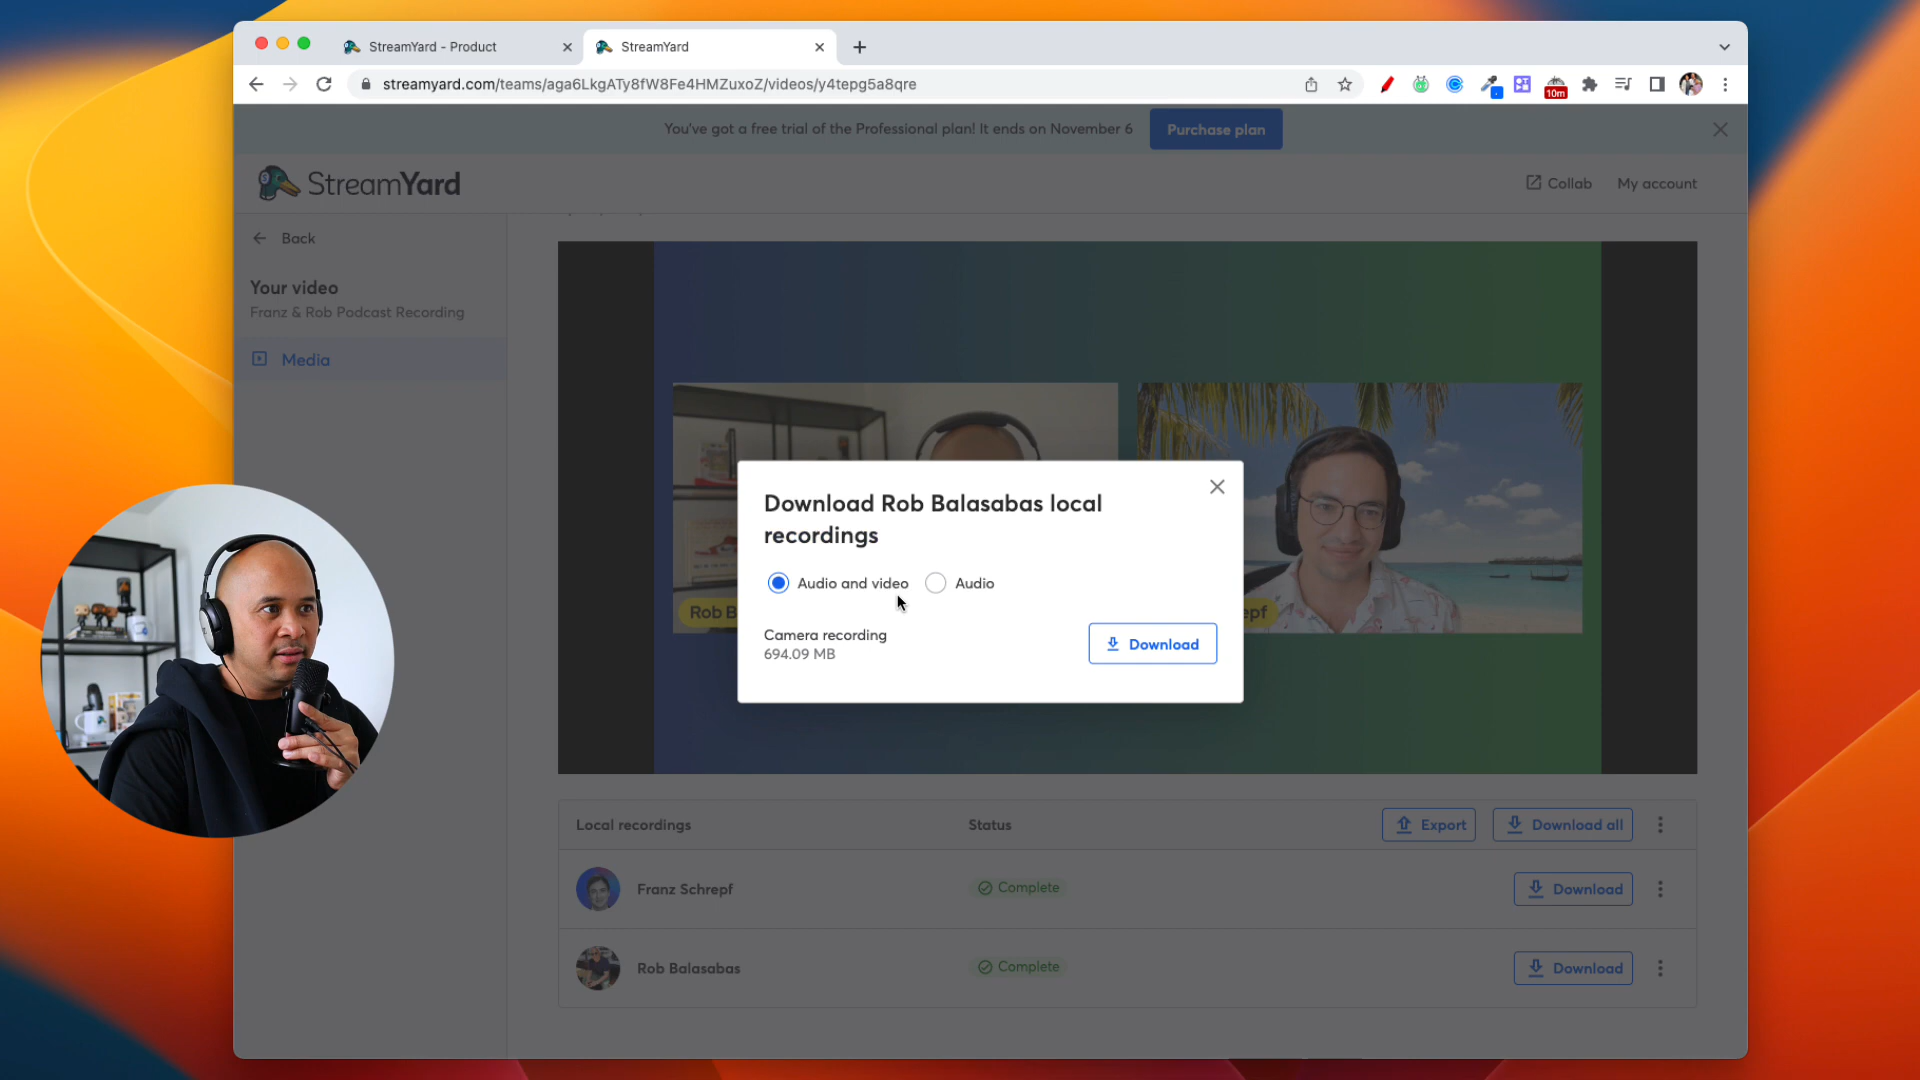 StreamYard - Product
StreamYard
streamyard.com/teams/aga6LkgATy8fW8Fe4HMZuxoZ/videos/y4tepg5a8qre
10m
You've got a free trial of the Professional plan! It ends on November 6
Purchase plan
StreamYard
Collab
My account
Back
Your video
Franz & Rob Podcast Recording
Media
Download Rob Balasabas local
recordings
Audio and video
Audio
Rob B
epf
Camera recording
694.09 MB
Download
Local recordings
Status
Export
Download all
Franz Schrepf
Complete
Download
Rob Balasabas
Complete
Download